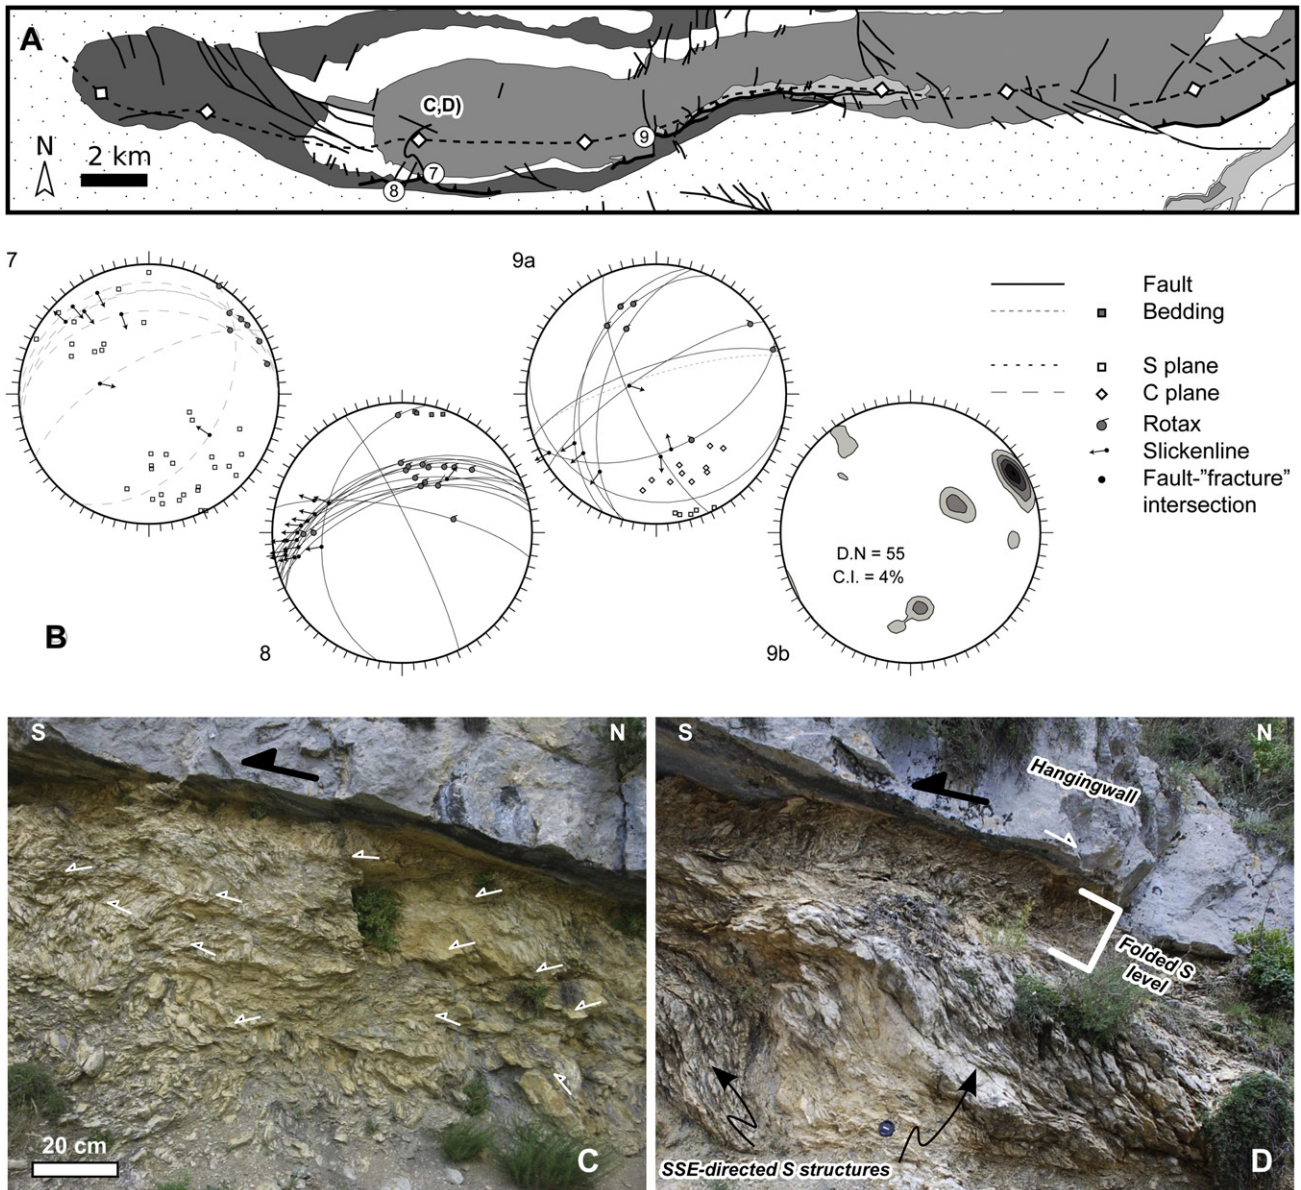 A
C,D)
9
N
2 km
7
8
7
9a
Fault
Bedding
S plane
C plane
Rotax
Slickenline
Fault-"fracture"
intersection
D.N = 55
C.I. = 4%
B
8
9b
S
N
S
N
Hangingwall
Folded S
level
20 cm
C
SSE-directed S structures
D